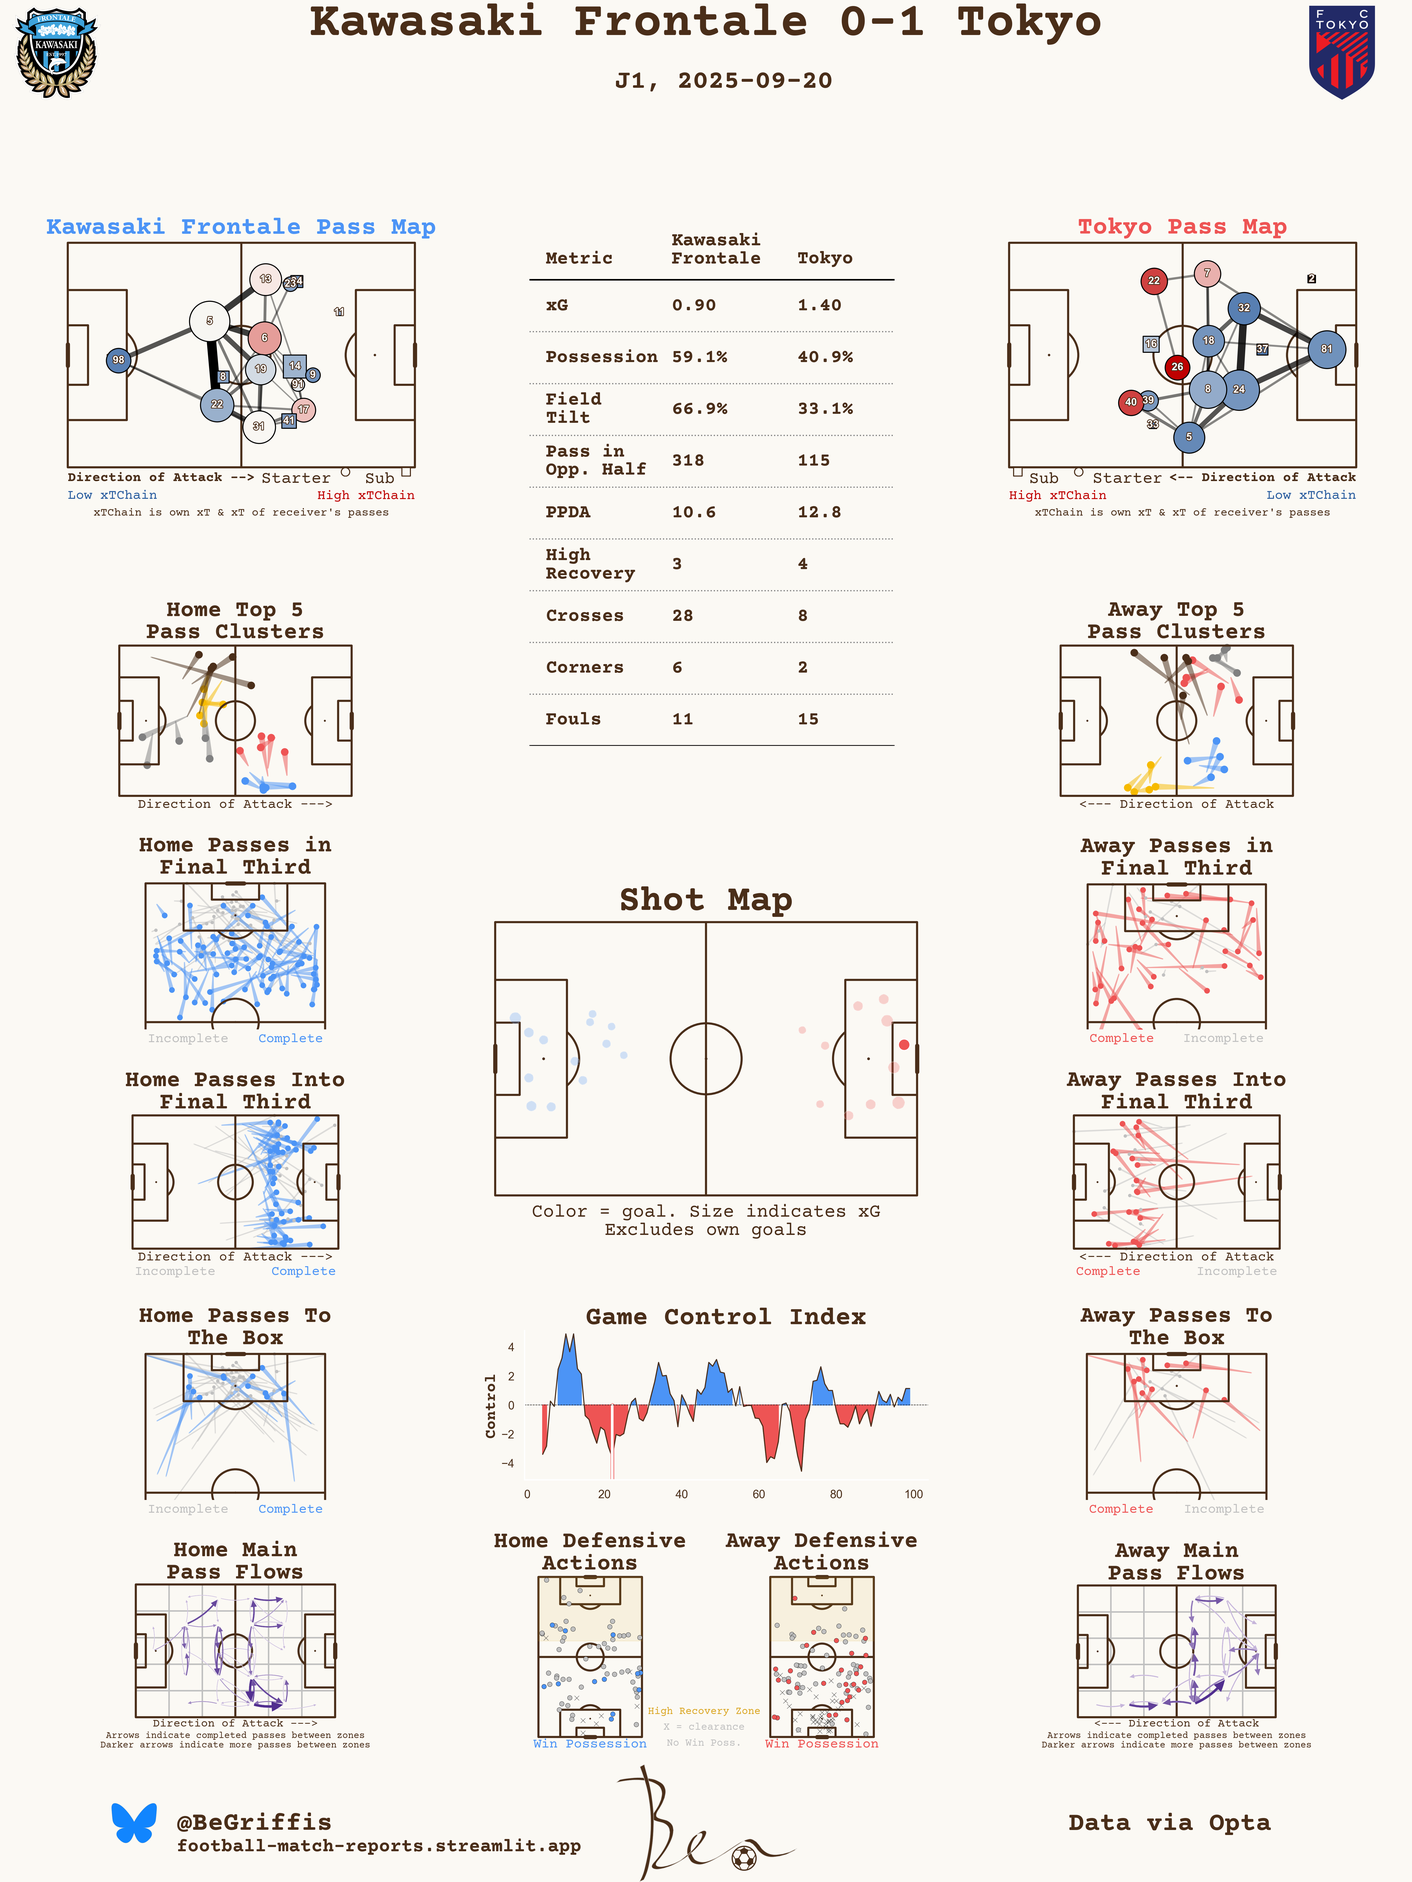 Kawasaki Frontale 0-1 Tokyo
J1, 2025-09-20
FRONTALE
KAWASAKI
F C
TOKYO
Kawasaki Frontale Pass Map
13
23
24
11
5
6
98
19
14
8
9
91
22
17
41
31
Direction of Attack --> Starter Sub
Low xTChain High xTChain
xTChain is own xT & xT of receiver's passes
Metric Kawasaki Frontale Tokyo
xG 0.90 1.40
Possession 59.1% 40.9%
Field Tilt 66.9% 33.1%
Pass in Opp. Half 318 115
PPDA 10.6 12.8
High Recovery 3 4
Crosses 28 8
Corners 6 2
Fouls 11 15
Tokyo Pass Map
22
7
2
32
16
18
37
81
26
8
24
40
39
33
5
Sub Starter <-- Direction of Attack
High xTChain Low xTChain
xTChain is own xT & xT of receiver's passes
Home Top 5
Pass Clusters
Direction of Attack --->
Away Top 5
Pass Clusters
<--- Direction of Attack
Home Passes in
Final Third
Incomplete Complete
Away Passes in
Final Third
Complete Incomplete
Shot Map
Color = goal. Size indicates xG
Excludes own goals
Home Passes Into
Final Third
Direction of Attack --->
Incomplete Complete
Away Passes Into
Final Third
<--- Direction of Attack
Complete Incomplete
Home Passes To
The Box
Incomplete Complete
Game Control Index
Control
4
2
0
−2
−4
0 20 40 60 80 100
Away Passes To
The Box
Complete Incomplete
Home Main
Pass Flows
Direction of Attack --->
Arrows indicate completed passes between zones
Darker arrows indicate more passes between zones
Home Defensive
Actions
Win Possession
High Recovery Zone
X = clearance
No Win Poss.
Away Defensive
Actions
Win Possession
Away Main
Pass Flows
<--- Direction of Attack
Arrows indicate completed passes between zones
Darker arrows indicate more passes between zones
@BeGriffis
football-match-reports.streamlit.app
Ben
Data via Opta